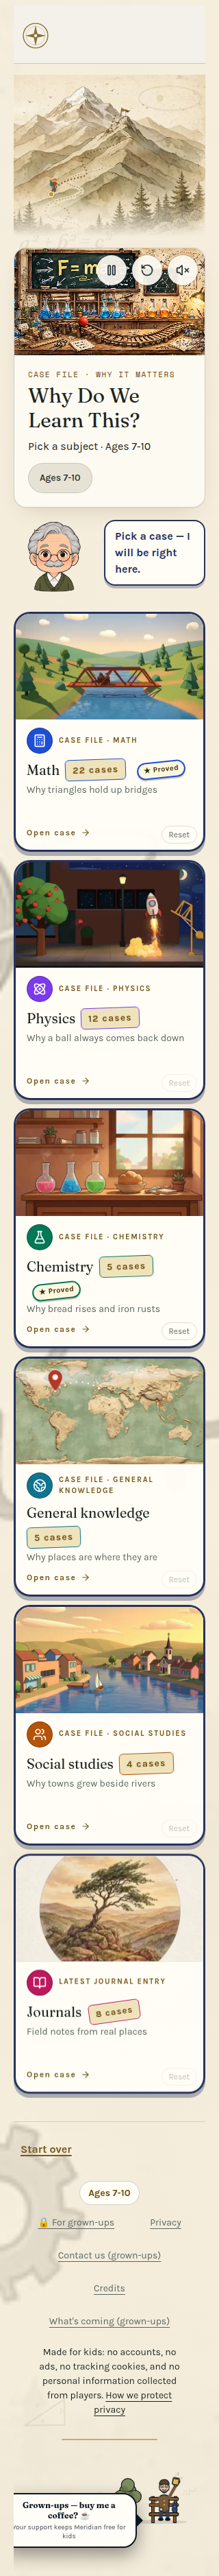 F=m
CASE FILE · WHY IT MATTERS
Why Do We
Learn This?
Pick a subject · Ages 7-10
Ages 7-10
Pick a case — I
will be right
here.
CASE FILE · MATH
Math 22 cases ★ Proved
Why triangles hold up bridges
Open case → Reset
CASE FILE · PHYSICS
Physics 12 cases
Why a ball always comes back down
Open case → Reset
CASE FILE · CHEMISTRY
Chemistry 5 cases
★ Proved
Why bread rises and iron rusts
Open case → Reset
CASE FILE · GENERAL
KNOWLEDGE
General knowledge
5 cases
Why places are where they are
Open case → Reset
CASE FILE · SOCIAL STUDIES
Social studies 4 cases
Why towns grew beside rivers
Open case → Reset
LATEST JOURNAL ENTRY
Journals 8 cases
Field notes from real places
Open case → Reset
Start over
Ages 7-10
🔒 For grown-ups Privacy
Contact us (grown-ups)
Credits
What's coming (grown-ups)
Made for kids: no accounts, no
ads, no tracking cookies, and no
personal information collected
from players. How we protect
privacy
Grown-ups — buy me a
coffee? ☕
Your support keeps Meridian free for
kids